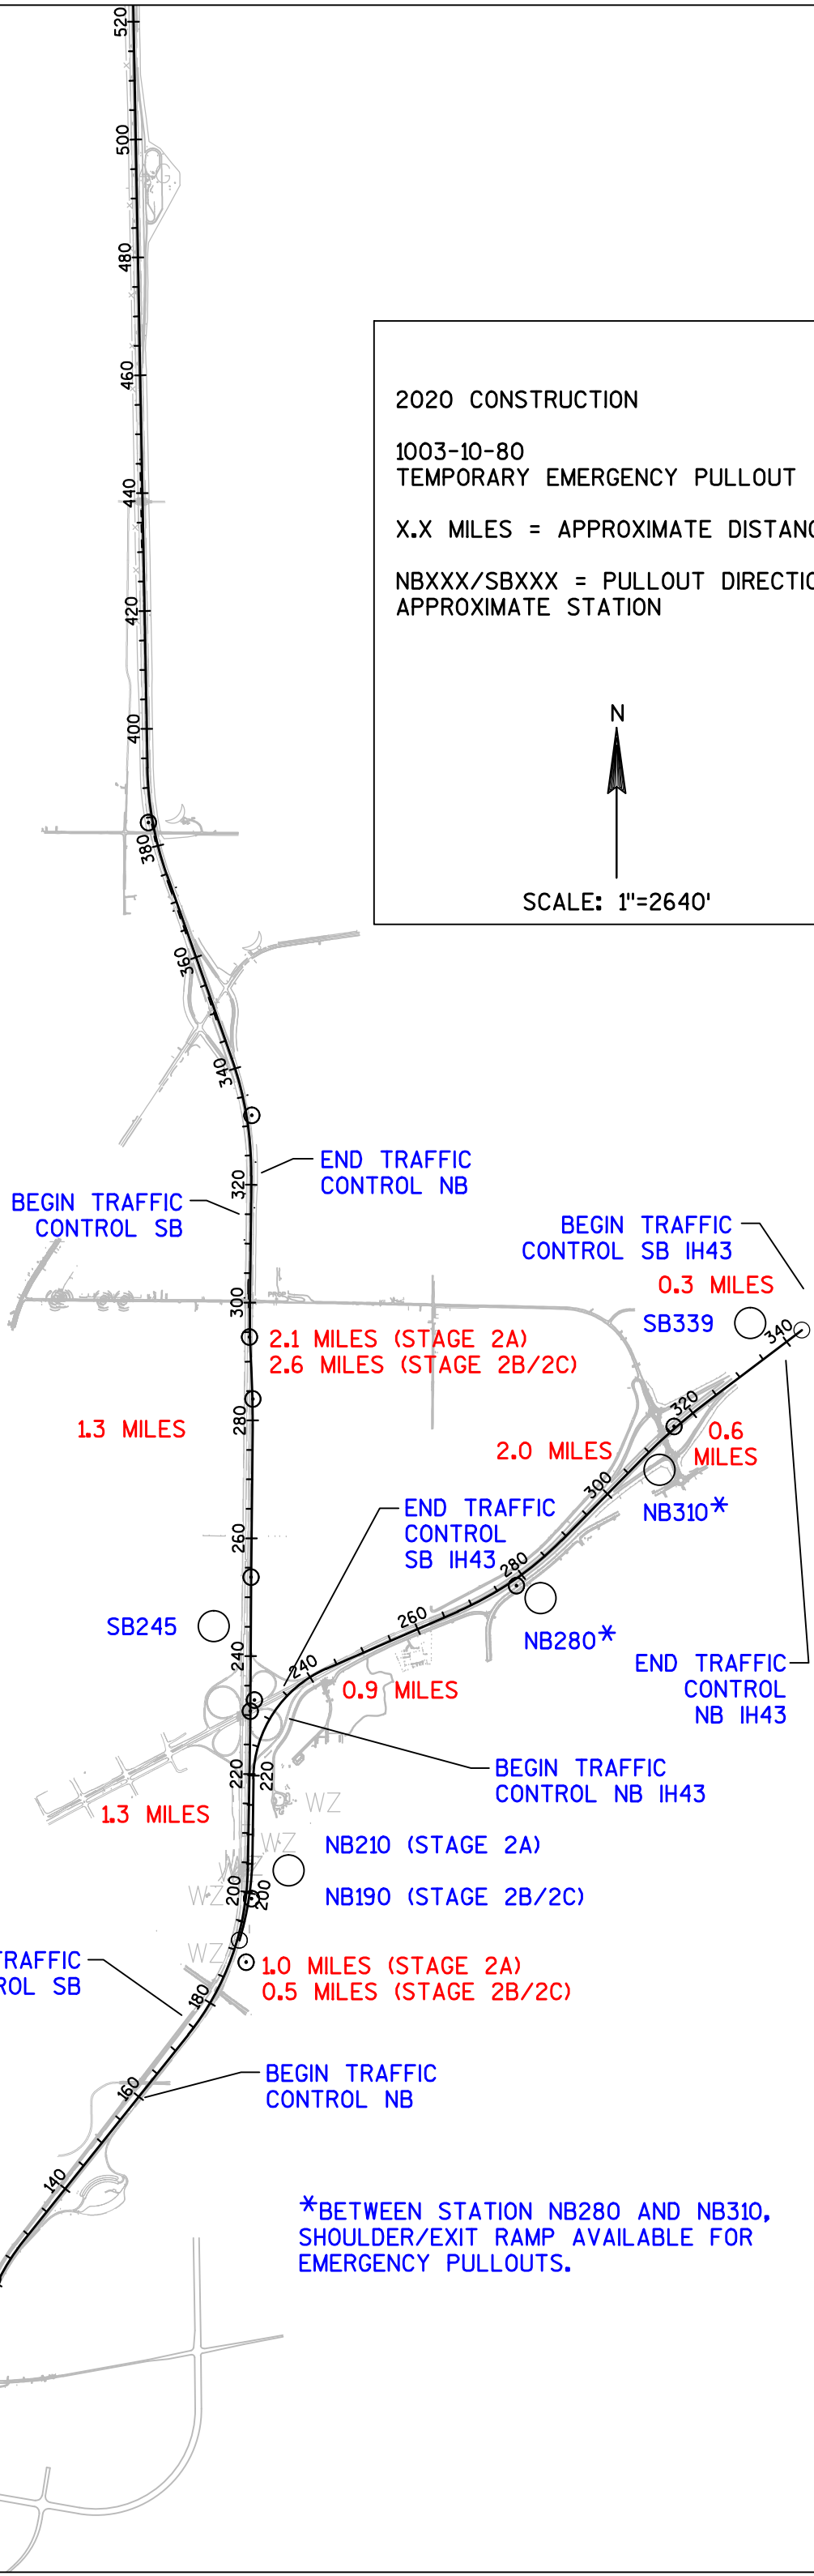 520
500
480
460
2020 CONSTRUCTION
1003-10-80
TEMPORARY EMERGENCY PULLOUT
X.X MILES = APPROXIMATE DISTANC
NBXXX/SBXXX = PULLOUT DIRECTIO
APPROXIMATE STATION
N
SCALE: 1"=2640'
440
420
400
380
360
340
END TRAFFIC
CONTROL NB
320
BEGIN TRAFFIC
CONTROL SB
BEGIN TRAFFIC
CONTROL SB IH43
0.3 MILES
300
SB339
340
2.1 MILES (STAGE 2A)
2.6 MILES (STAGE 2B/2C)
280
1.3 MILES
320
0.6
MILES
2.0 MILES
300
NB310*
END TRAFFIC
CONTROL
SB IH43
260
280
SB245
260
NB280*
240
240
END TRAFFIC
CONTROL
NB IH43
0.9 MILES
BEGIN TRAFFIC
CONTROL NB IH43
220
220
WZ
1.3 MILES
WZ
NB210 (STAGE 2A)
WZ
200
200
WZ
NB190 (STAGE 2B/2C)
WZ
TRAFFIC
ROL SB
1.0 MILES (STAGE 2A)
0.5 MILES (STAGE 2B/2C)
180
BEGIN TRAFFIC
CONTROL NB
160
140
*BETWEEN STATION NB280 AND NB310,
SHOULDER/EXIT RAMP AVAILABLE FOR
EMERGENCY PULLOUTS.